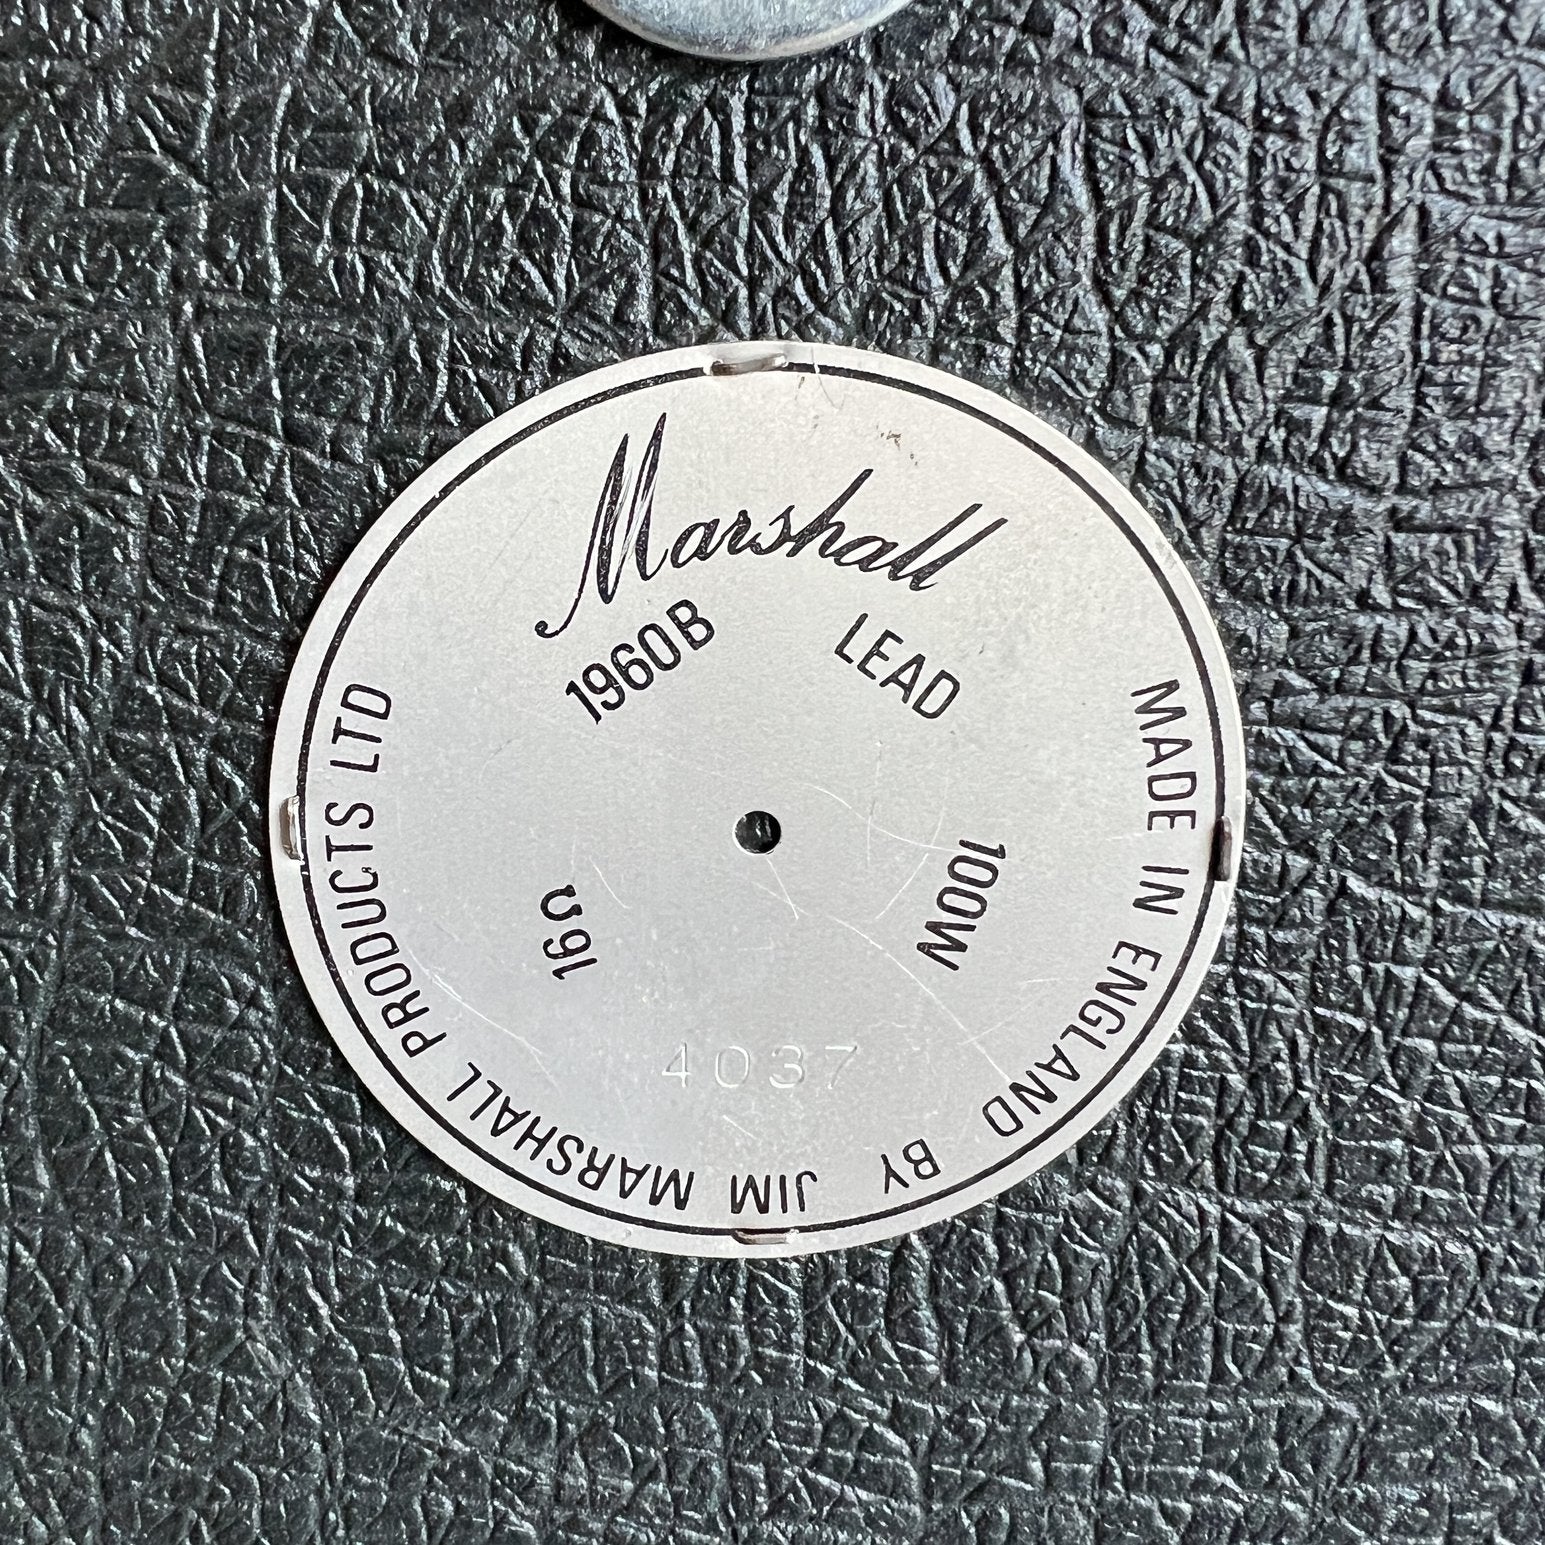 Marshall
1960B LEAD
16Ω 100W
4037
MADE IN ENGLAND BY JIM MARSHALL PRODUCTS LTD